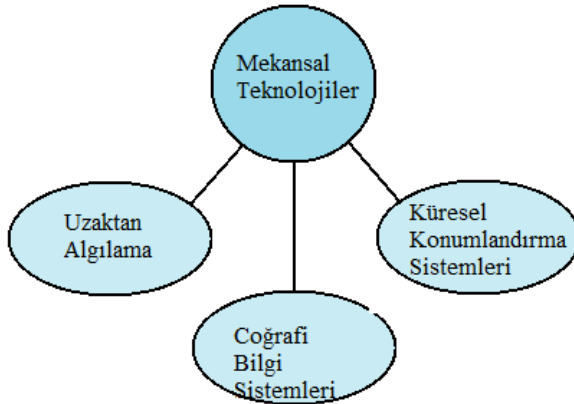 Mekansal
Teknolojiler
Uzaktan
Algılama
Küresel
Konumlandırma
Sistemleri
Coğrafi
Bilgi
Sistemleri